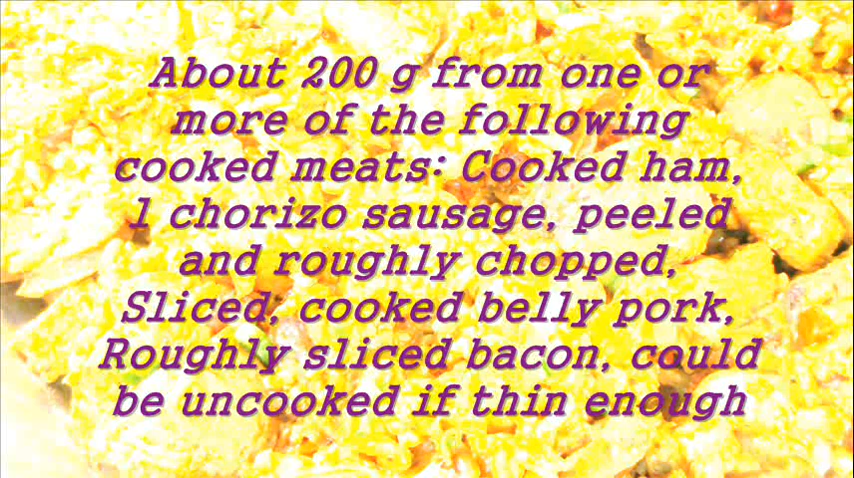 About 200 g from one or
more of the following
cooked meats: Cooked ham,
1 chorizo sausage, peeled
and roughly chopped,
Sliced, cooked belly pork,
Roughly sliced bacon, could
be uncooked if thin enough